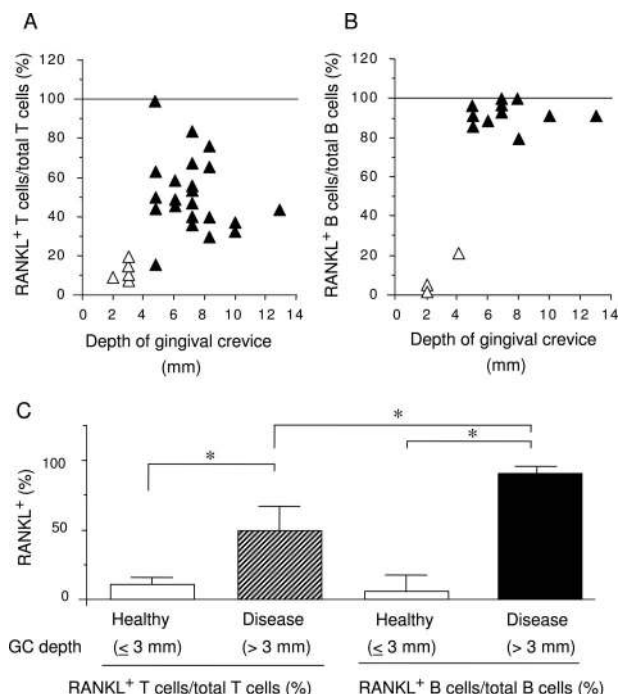 A
B
RANKL⁺ T cells/total T cells (%)
120
100
80
60
40
20
0
0 2 4 6 8 10 12 14
Depth of gingival crevice
(mm)
RANKL⁺ B cells/total B cells (%)
120
100
80
60
40
20
0
0 2 4 6 8 10 12 14
Depth of gingival crevice
(mm)
C
RANKL⁺ (%)
100
50
0
* * *
Healthy Disease Healthy Disease
GC depth (≤ 3 mm) (> 3 mm) (≤ 3 mm) (> 3 mm)
RANKL⁺ T cells/total T cells (%) RANKL⁺ B cells/total B cells (%)